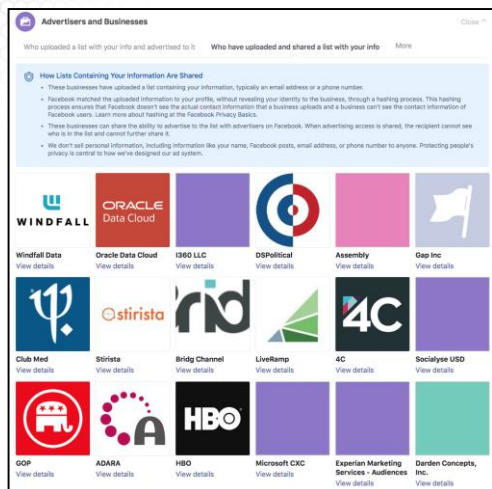 Advertisers and Businesses
Close
Who uploaded a list with your info and advertised to it Who have uploaded and shared a list with your info More
How Lists Containing Your Information Are Shared
• These businesses have uploaded a list containing your information, typically an email address or a phone number.
• Facebook matched the uploaded information to your profile, without revealing your identity to the business, through a hashing process. This hashing
process ensures that Facebook doesn't see the actual contact information that a business uploads and a business can't see the contact information of
Facebook users. Learn more about hashing at the Facebook Privacy Basics.
• These businesses can share the ability to advertise to the list with advertisers on Facebook. When advertising access is shared, the recipient cannot see
who is in the list and cannot further share it.
• We don't sell personal information, including information like your name, Facebook posts, email address, or phone number to anyone. Protecting people's
privacy is central to how we've designed our ad system.
WINDFALL
ORACLE
Data Cloud
Windfall Data Oracle Data Cloud I360 LLC DSPolitical Assembly Gap Inc
View details View details View details View details View details View details
stirista
brid
4C
Club Med Stirista Bridg Channel LiveRamp 4C Socialyse USD
View details View details View details View details View details View details
A
HBO
GOP ADARA HBO Microsoft CXC Experian Marketing Darden Concepts,
Services - Audiences Inc.
View details View details View details View details View details View details